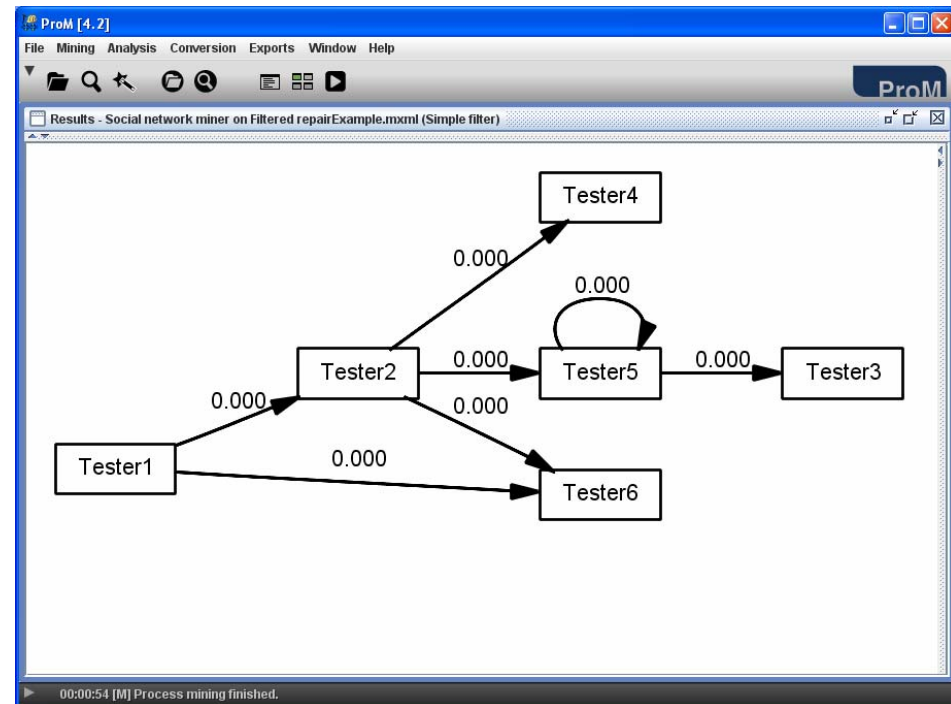 ProM [4.2]
File Mining Analysis Conversion Exports Window Help
ProM
Results - Social network miner on Filtered repairExample.mxml (Simple filter)
Tester4
0.000
0.000
Tester2
0.000
Tester5
0.000
Tester3
0.000
0.000
Tester1
0.000
Tester6
00:00:54 [M] Process mining finished.